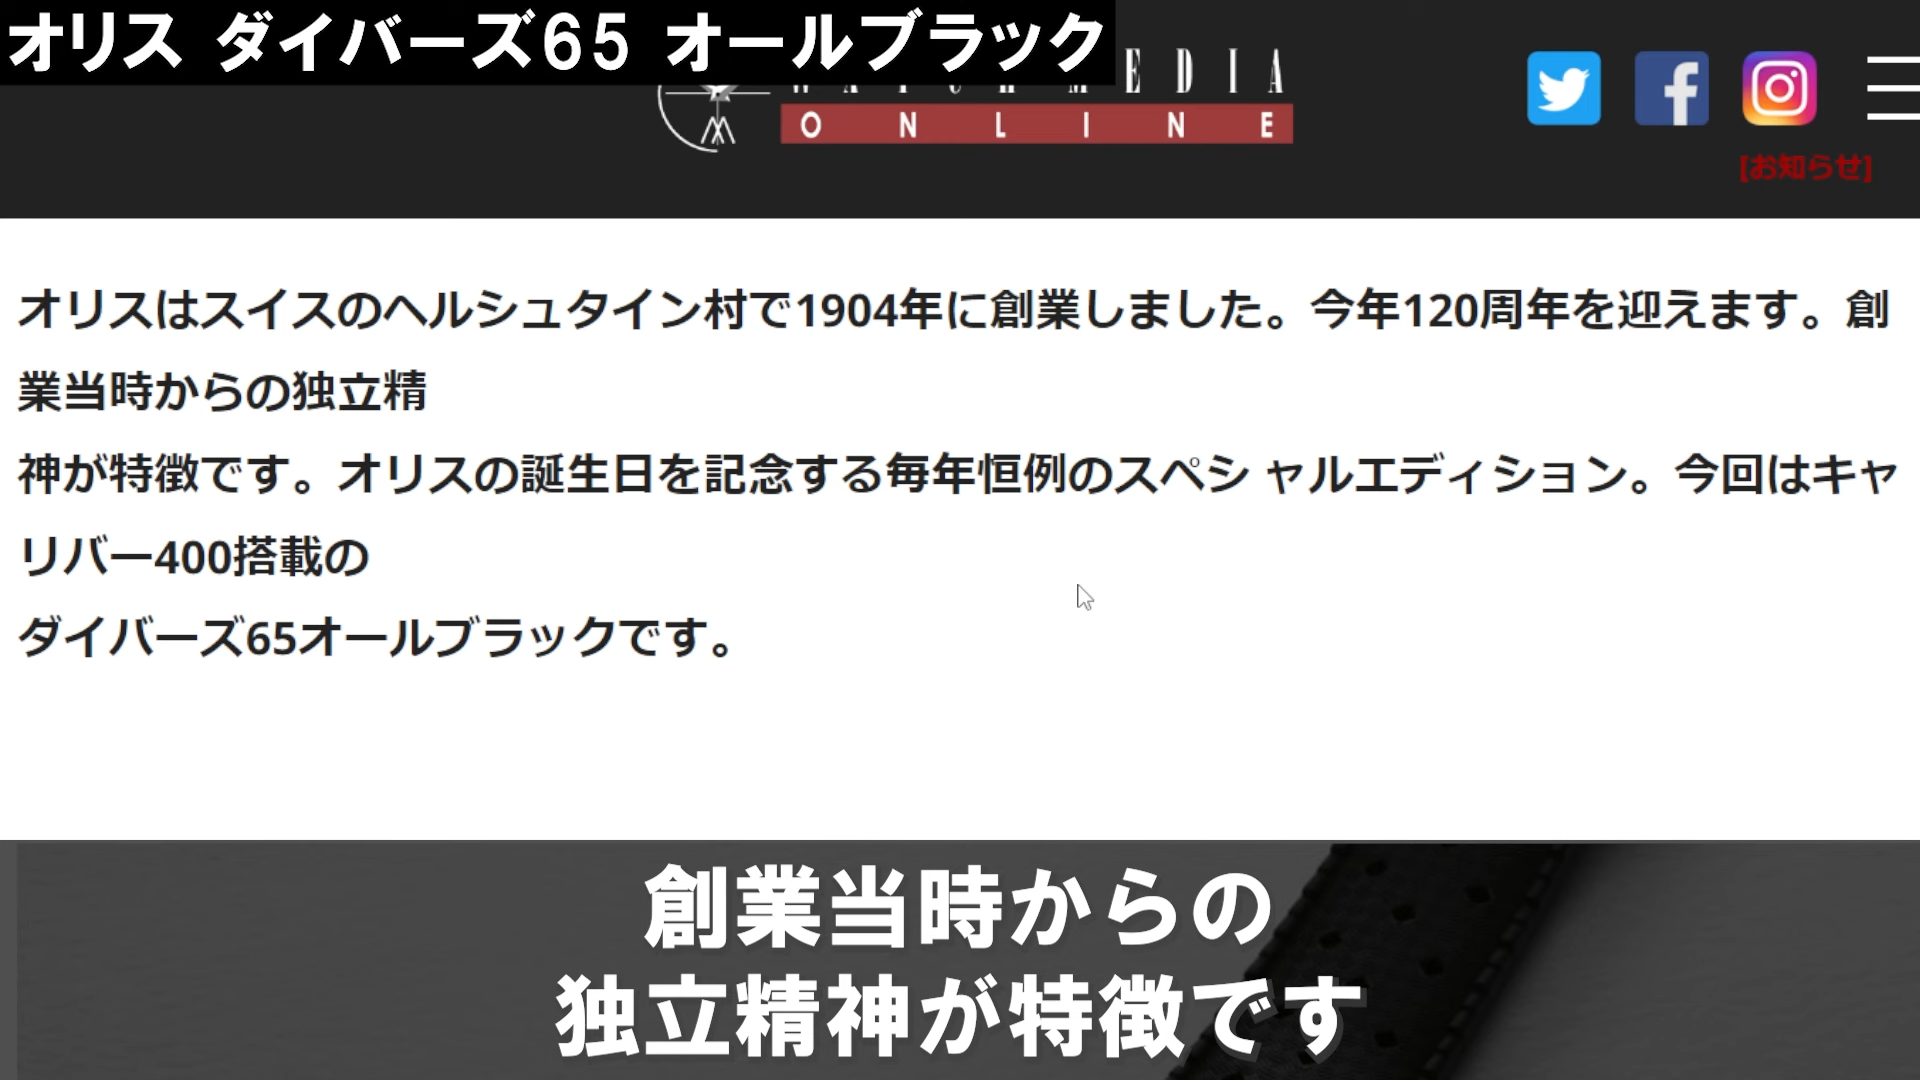 オリス ダイバーズ65 オールブラック
ONLINE
[お知らせ]
オリスはスイスのヘルシュタイン村で1904年に創業しました。今年120周年を迎えます。創
業当時からの独立精
神が特徴です。オリスの誕生日を記念する毎年恒例のスペシ ャルエディション。今回はキャ
リバー400搭載の
ダイバーズ65オールブラックです。
創業当時からの
独立精神が特徴です